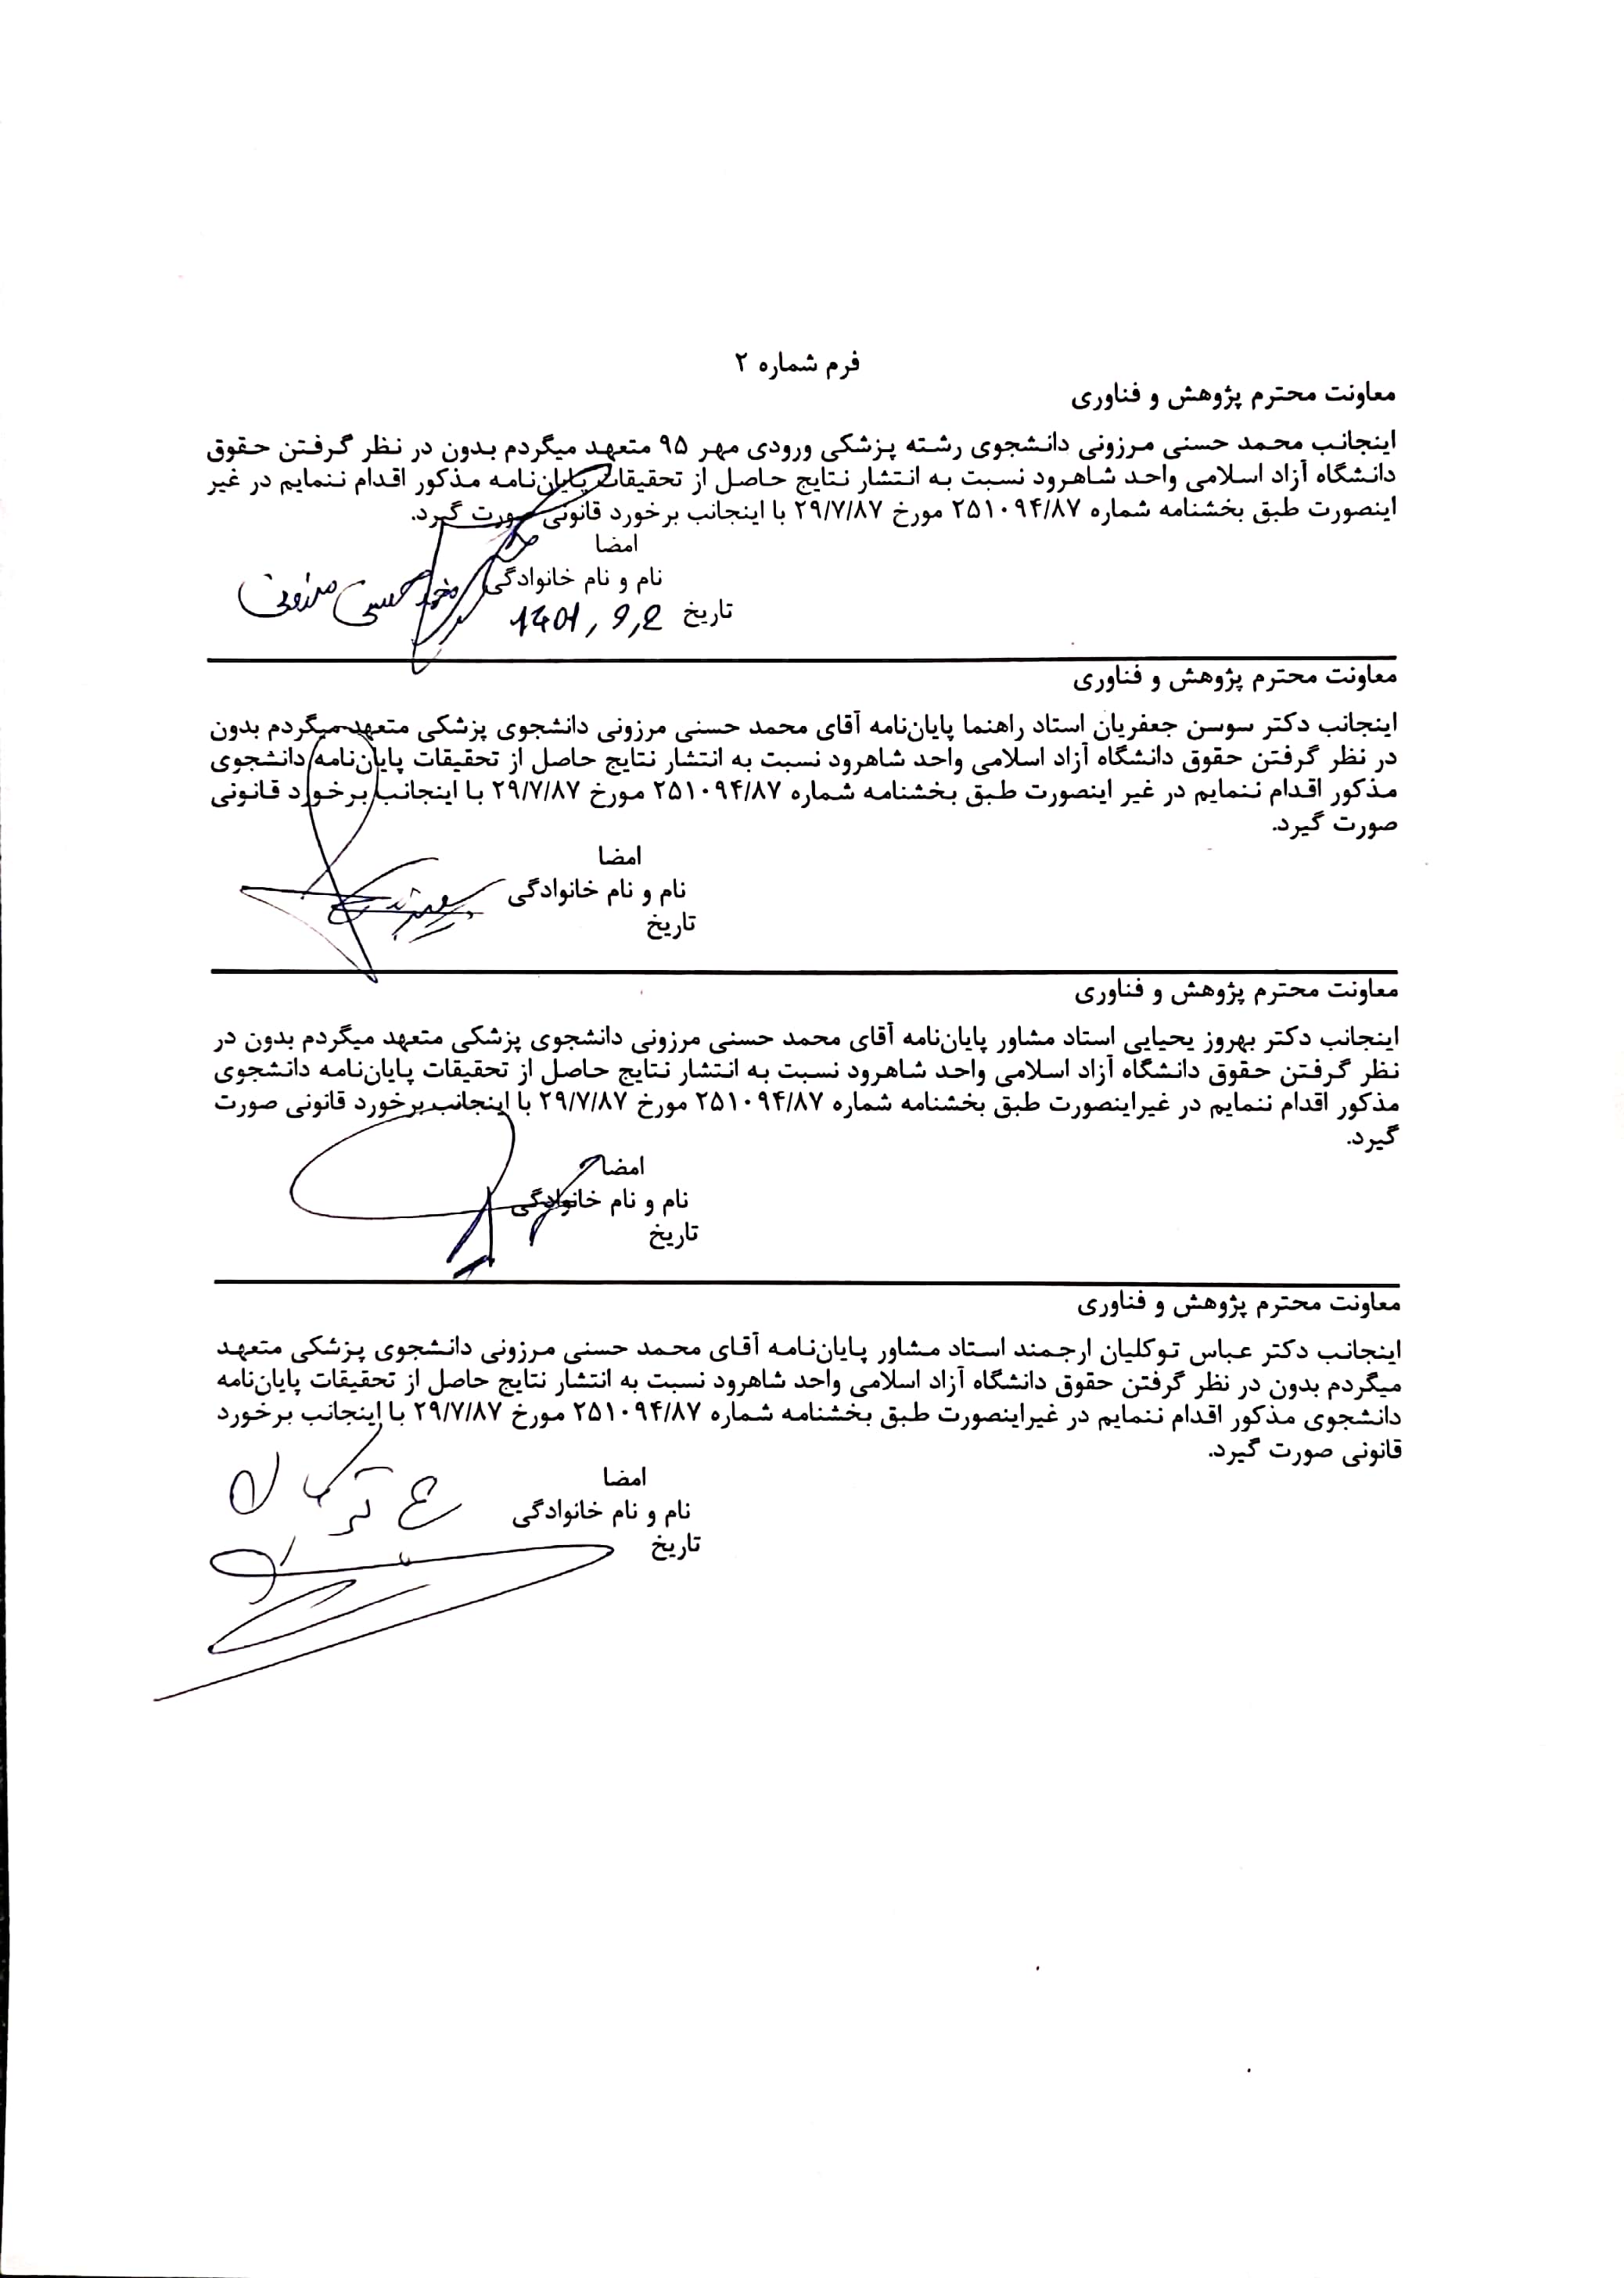 فرم شماره ۲
معاونت محترم پژوهش و فناوری
اینجانب محمد حسنی مرزونی دانشجوی رشته پزشکی ورودی مهر ۹۵ متعهد میگردم بدون در نظر گرفتن حقوق
دانشگاه آزاد اسلامی واحد شاهرود نسبت به انتشار نتایج حاصل از تحقیقات پایان‌نامه مذکور اقدام ننمایم در غیر
اینصورت طبق بخشنامه شماره ۲۵۱۰۹۴/۸۷ مورخ ۲۹/۷/۸۷ با اینجانب برخورد قانونی صورت گیرد.
امضا
نام و نام خانوادگی محمد حسنی مرزونی
تاریخ 1401,9,2
معاونت محترم پژوهش و فناوری
اینجانب دکتر سوسن جعفریان استاد راهنما پایان‌نامه آقای محمد حسنی مرزونی دانشجوی پزشکی متعهد میگردم بدون
در نظر گرفتن حقوق دانشگاه آزاد اسلامی واحد شاهرود نسبت به انتشار نتایج حاصل از تحقیقات پایان‌نامه دانشجوی
مذکور اقدام ننمایم در غیر اینصورت طبق بخشنامه شماره ۲۵۱۰۹۴/۸۷ مورخ ۲۹/۷/۸۷ با اینجانب برخورد قانونی
صورت گیرد.
امضا
نام و نام خانوادگی
تاریخ
معاونت محترم پژوهش و فناوری
اینجانب دکتر بهروز یحیایی استاد مشاور پایان‌نامه آقای محمد حسنی مرزونی دانشجوی پزشکی متعهد میگردم بدون در
نظر گرفتن حقوق دانشگاه آزاد اسلامی واحد شاهرود نسبت به انتشار نتایج حاصل از تحقیقات پایان‌نامه دانشجوی
مذکور اقدام ننمایم در غیراینصورت طبق بخشنامه شماره ۲۵۱۰۹۴/۸۷ مورخ ۲۹/۷/۸۷ با اینجانب برخورد قانونی صورت
گیرد.
امضا
نام و نام خانوادگی
تاریخ
معاونت محترم پژوهش و فناوری
اینجانب دکتر عباس توکلیان ارجمند استاد مشاور پایان‌نامه آقای محمد حسنی مرزونی دانشجوی پزشکی متعهد
میگردم بدون در نظر گرفتن حقوق دانشگاه آزاد اسلامی واحد شاهرود نسبت به انتشار نتایج حاصل از تحقیقات پایان‌نامه
دانشجوی مذکور اقدام ننمایم در غیراینصورت طبق بخشنامه شماره ۲۵۱۰۹۴/۸۷ مورخ ۲۹/۷/۸۷ با اینجانب برخورد
قانونی صورت گیرد.
امضا
نام و نام خانوادگی
تاریخ